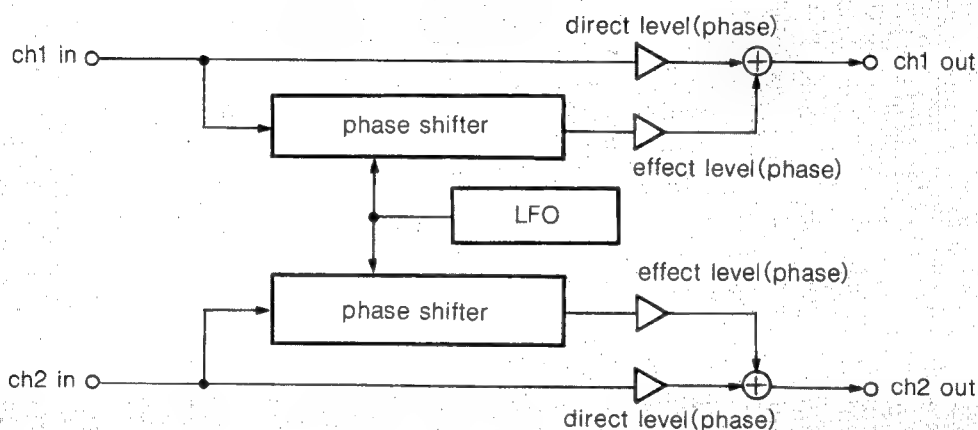 direct level(phase)
ch1 in
ch1 out
phase shifter
effect level(phase)
LFO
effect level(phase)
phase shifter
ch2 in
ch2 out
direct level(phase)